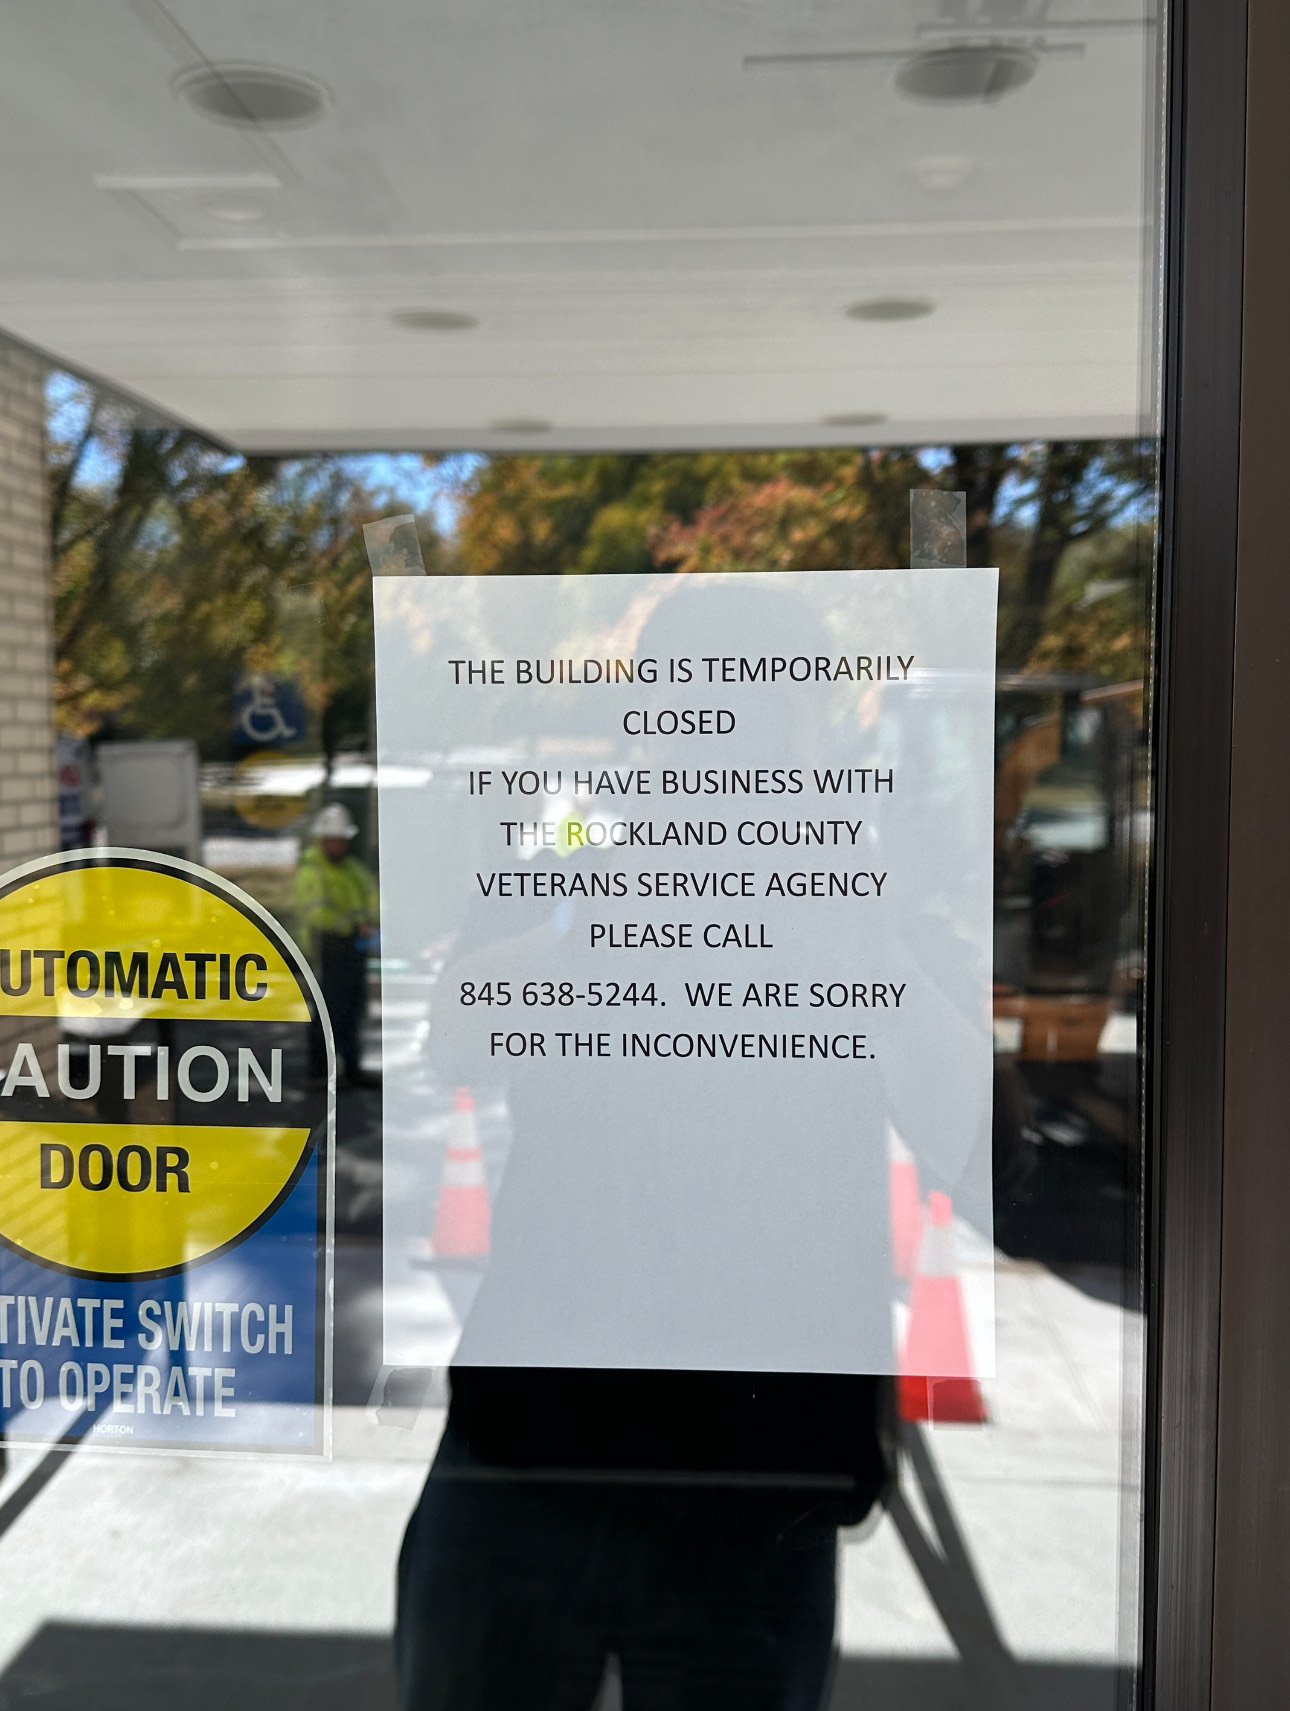 THE BUILDING IS TEMPORARILY
CLOSED
IF YOU HAVE BUSINESS WITH
THE ROCKLAND COUNTY
VETERANS SERVICE AGENCY
PLEASE CALL
845 638-5244. WE ARE SORRY
FOR THE INCONVENIENCE.
UTOMATIC
AUTION
DOOR
TIVATE SWITCH
TO OPERATE
HORTON